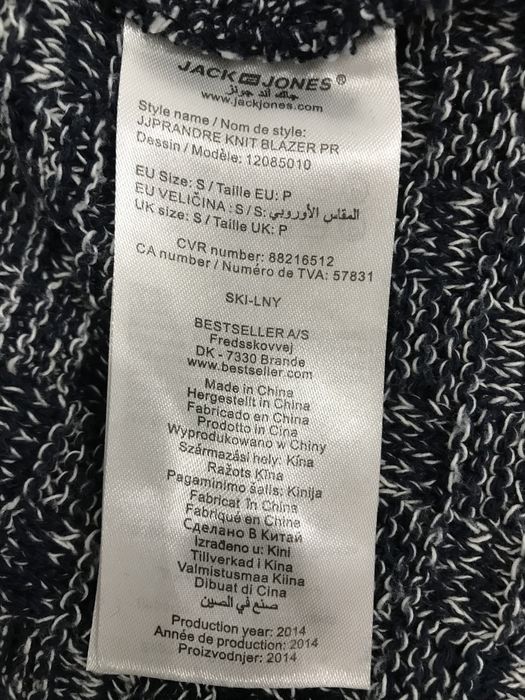 JACK & JONES®
جاك أند جونز
www.jackjones.com
Style name / Nom de style:
JJPRANDRE KNIT BLAZER PR
Dessin / Modèle: 12085010
EU Size: S / Taille EU: P
EU VELIČINA : S / S: المقاس الأوروبي
UK size: S / Taille UK: P
CVR number: 88216512
CA number / Numéro de TVA: 57831
SKI-LNY
BESTSELLER A/S
Fredsskovvej
DK - 7330 Brande
www.bestseller.com
Made in China
Hergestellt in China
Fabricado en China
Prodotto in Cina
Wyprodukowano w Chiny
Származási hely: Kína
Ražots Ķīna
Pagaminimo šalis: Kinija
Fabricat în China
Fabriqué en Chine
Сделано В Китай
Izrađeno u: Kini
Tillverkad i Kina
Valmistusmaa Kiina
Dibuat di Cina
صنع في الصين
Production year: 2014
Année de production: 2014
Proizvodnjer: 2014